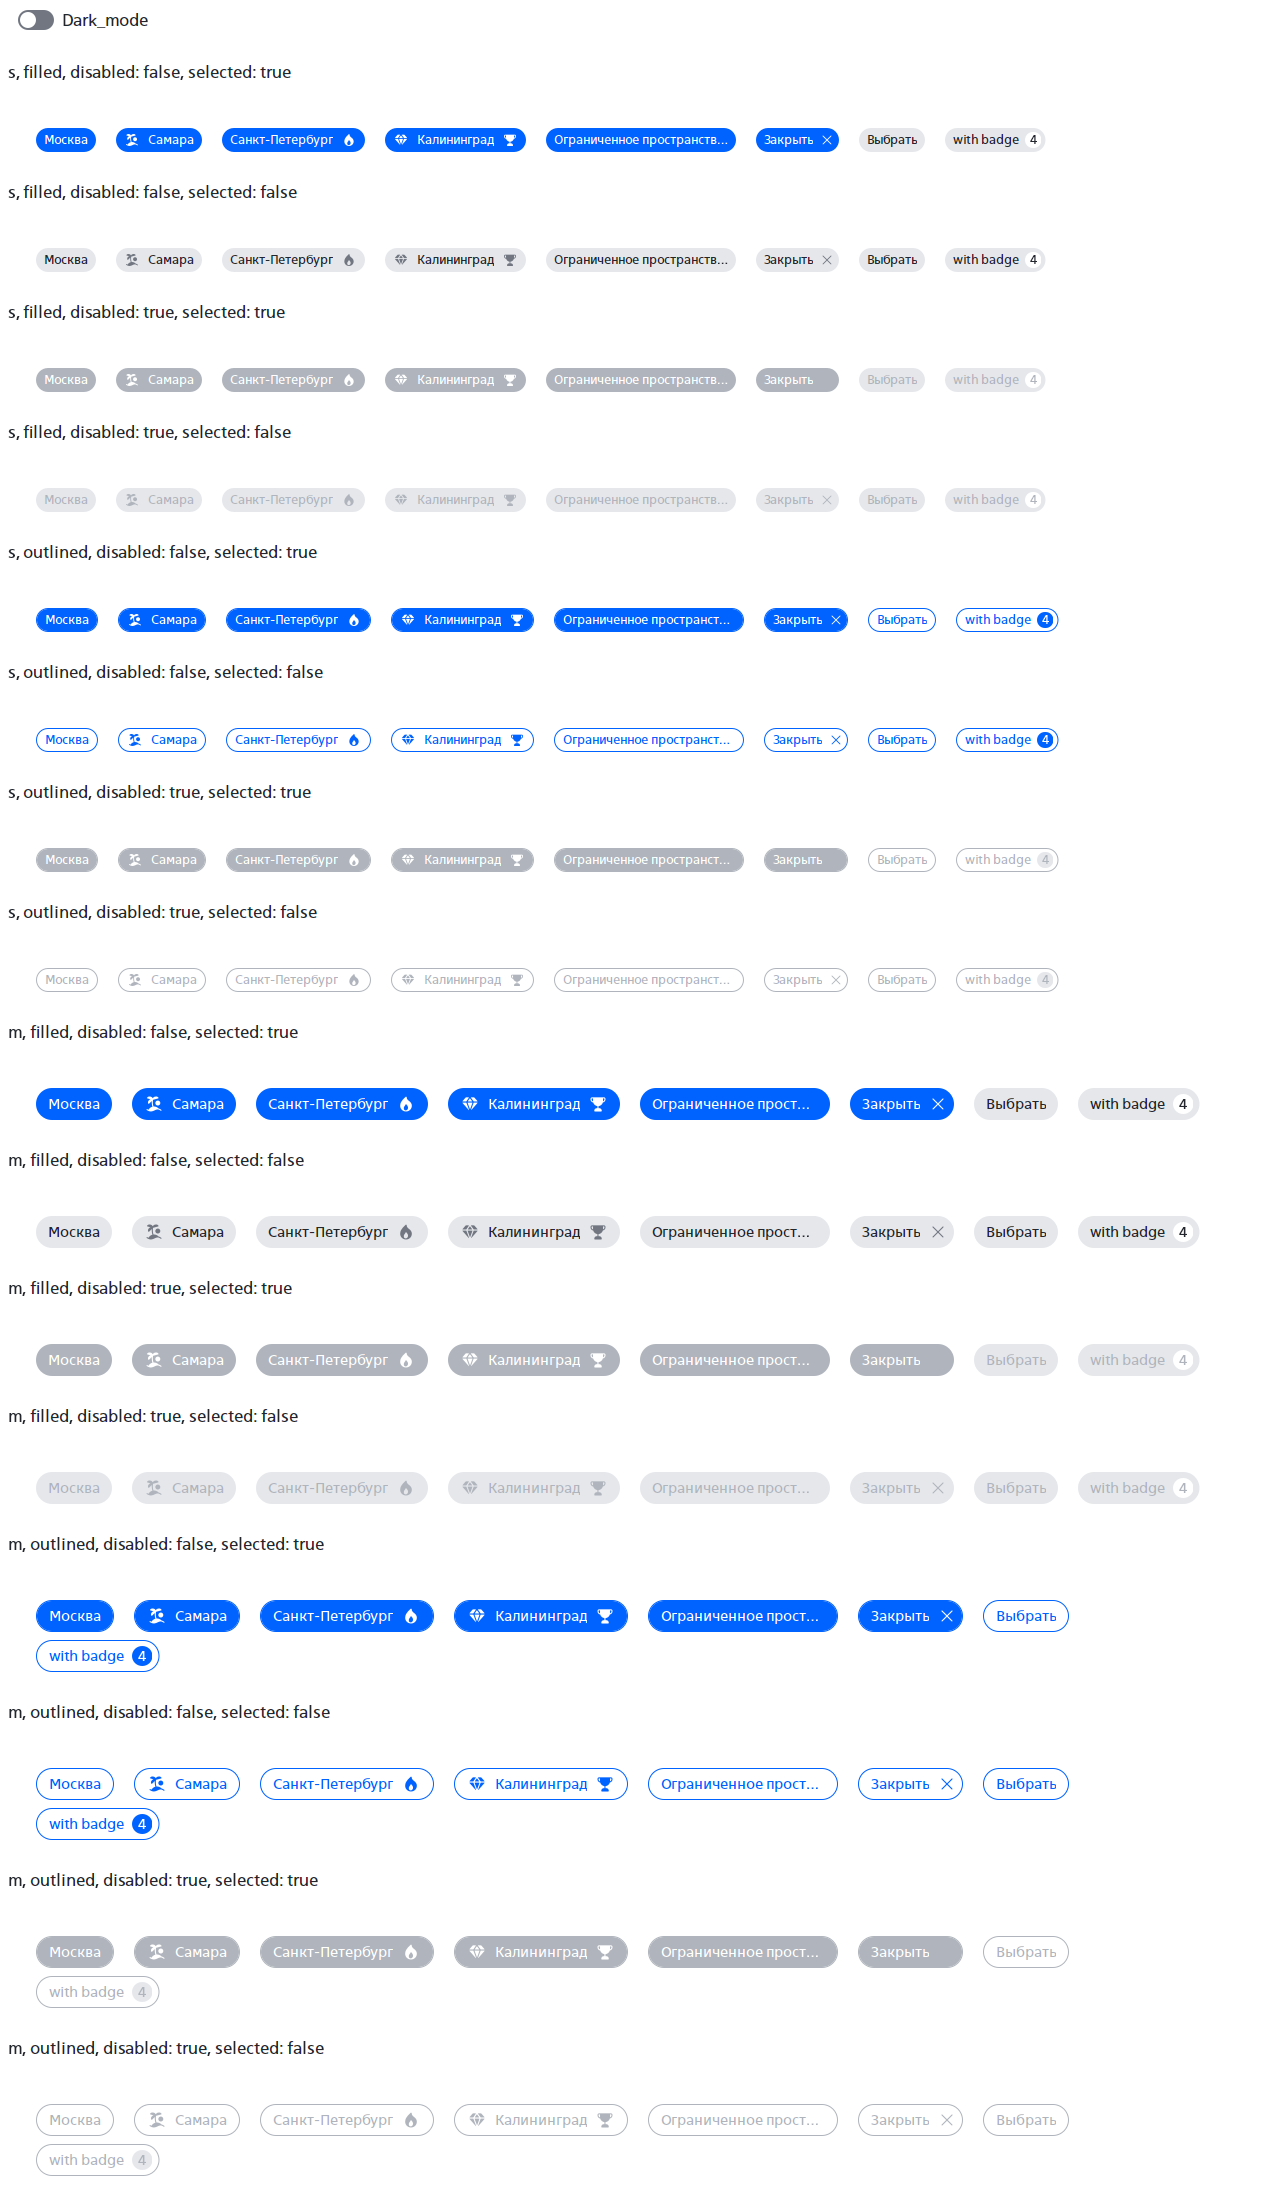 Dark_mode
s, filled, disabled: false, selected: true
Москва Самара Санкт-Петербург Калининград Ограниченное пространств... Закрыть Выбрать with badge 4
s, filled, disabled: false, selected: false
Москва Самара Санкт-Петербург Калининград Ограниченное пространств... Закрыть Выбрать with badge 4
s, filled, disabled: true, selected: true
Москва Самара Санкт-Петербург Калининград Ограниченное пространств... Закрыть Выбрать with badge 4
s, filled, disabled: true, selected: false
Москва Самара Санкт-Петербург Калининград Ограниченное пространств... Закрыть Выбрать with badge 4
s, outlined, disabled: false, selected: true
Москва Самара Санкт-Петербург Калининград Ограниченное пространст... Закрыть Выбрать with badge 4
s, outlined, disabled: false, selected: false
Москва Самара Санкт-Петербург Калининград Ограниченное пространст... Закрыть Выбрать with badge 4
s, outlined, disabled: true, selected: true
Москва Самара Санкт-Петербург Калининград Ограниченное пространст... Закрыть Выбрать with badge 4
s, outlined, disabled: true, selected: false
Москва Самара Санкт-Петербург Калининград Ограниченное пространст... Закрыть Выбрать with badge 4
m, filled, disabled: false, selected: true
Москва Самара Санкт-Петербург Калининград Ограниченное прост... Закрыть Выбрать with badge 4
m, filled, disabled: false, selected: false
Москва Самара Санкт-Петербург Калининград Ограниченное прост... Закрыть Выбрать with badge 4
m, filled, disabled: true, selected: true
Москва Самара Санкт-Петербург Калининград Ограниченное прост... Закрыть Выбрать with badge 4
m, filled, disabled: true, selected: false
Москва Самара Санкт-Петербург Калининград Ограниченное прост... Закрыть Выбрать with badge 4
m, outlined, disabled: false, selected: true
Москва Самара Санкт-Петербург Калининград Ограниченное прост... Закрыть Выбрать
with badge 4
m, outlined, disabled: false, selected: false
Москва Самара Санкт-Петербург Калининград Ограниченное прост... Закрыть Выбрать
with badge 4
m, outlined, disabled: true, selected: true
Москва Самара Санкт-Петербург Калининград Ограниченное прост... Закрыть Выбрать
with badge 4
m, outlined, disabled: true, selected: false
Москва Самара Санкт-Петербург Калининград Ограниченное прост... Закрыть Выбрать
with badge 4